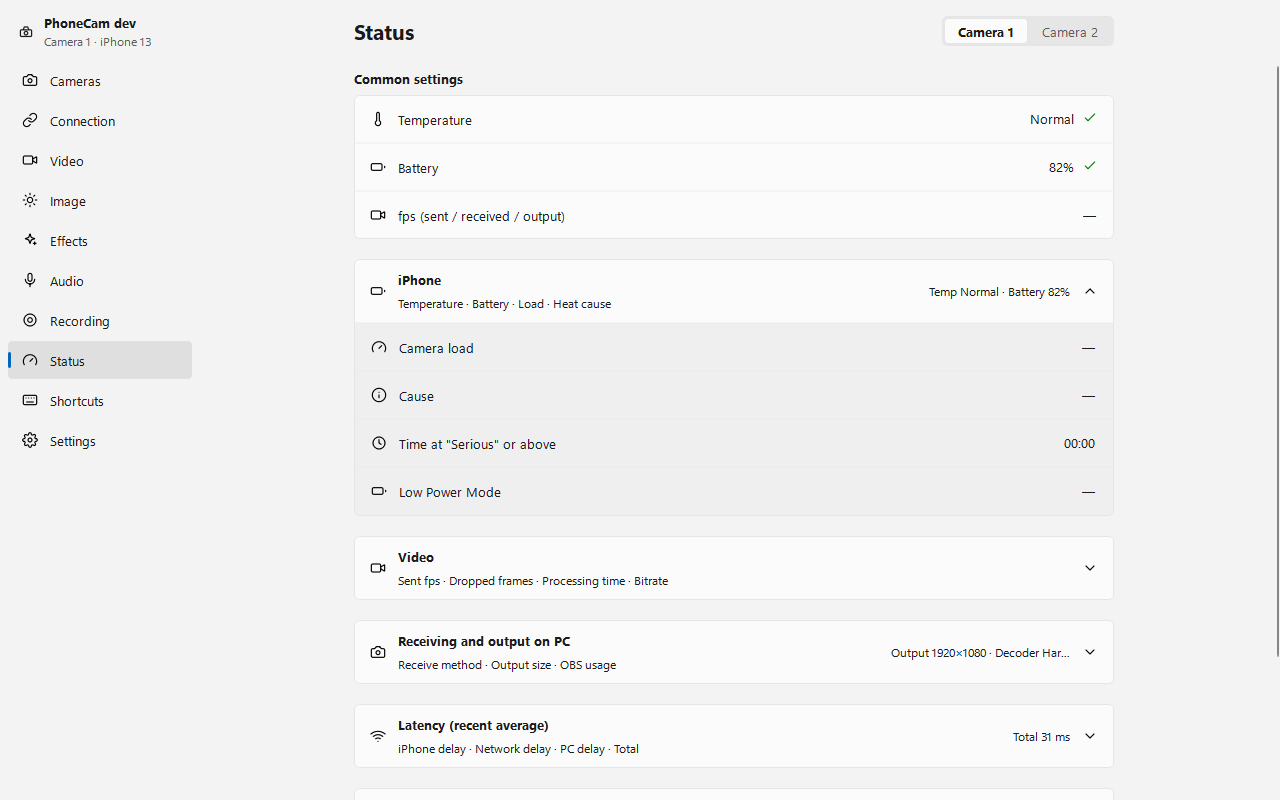 PhoneCam dev
Camera 1 · iPhone 13
Cameras
Connection
Video
Image
Effects
Audio
Recording
Status
Shortcuts
Settings
Status
Camera 1
Camera 2
Common settings
Temperature
Normal
Battery
82%
fps (sent / received / output)
—
iPhone
Temperature · Battery · Load · Heat cause
Temp Normal · Battery 82%
Camera load
—
Cause
—
Time at "Serious" or above
00:00
Low Power Mode
—
Video
Sent fps · Dropped frames · Processing time · Bitrate
Receiving and output on PC
Receive method · Output size · OBS usage
Output 1920×1080 · Decoder Har...
Latency (recent average)
iPhone delay · Network delay · PC delay · Total
Total 31 ms